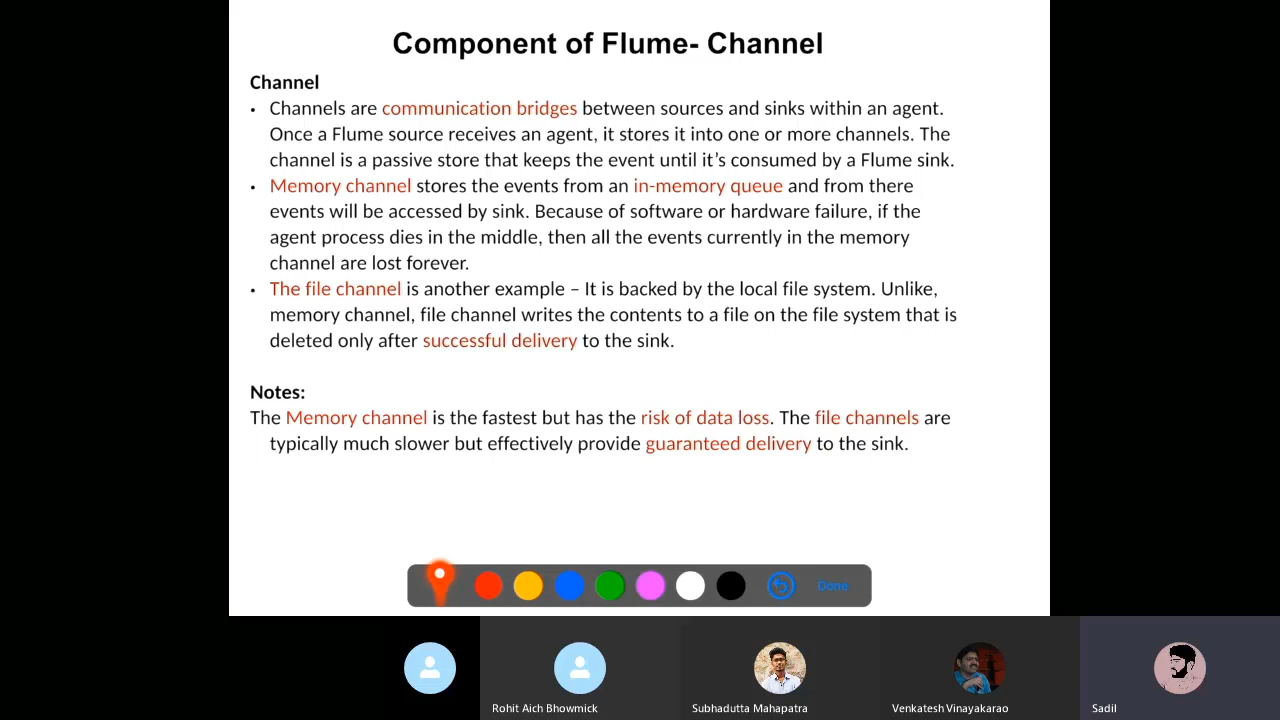 Component of Flume- Channel
Channel
• Channels are communication bridges between sources and sinks within an agent.
Once a Flume source receives an agent, it stores it into one or more channels. The
channel is a passive store that keeps the event until it’s consumed by a Flume sink.
• Memory channel stores the events from an in-memory queue and from there
events will be accessed by sink. Because of software or hardware failure, if the
agent process dies in the middle, then all the events currently in the memory
channel are lost forever.
• The file channel is another example – It is backed by the local file system. Unlike,
memory channel, file channel writes the contents to a file on the file system that is
deleted only after successful delivery to the sink.
Notes:
The Memory channel is the fastest but has the risk of data loss. The file channels are
typically much slower but effectively provide guaranteed delivery to the sink.
Done
Rohit Aich Bhowmick
Subhadutta Mahapatra
Venkatesh Vinayakarao
Sadil